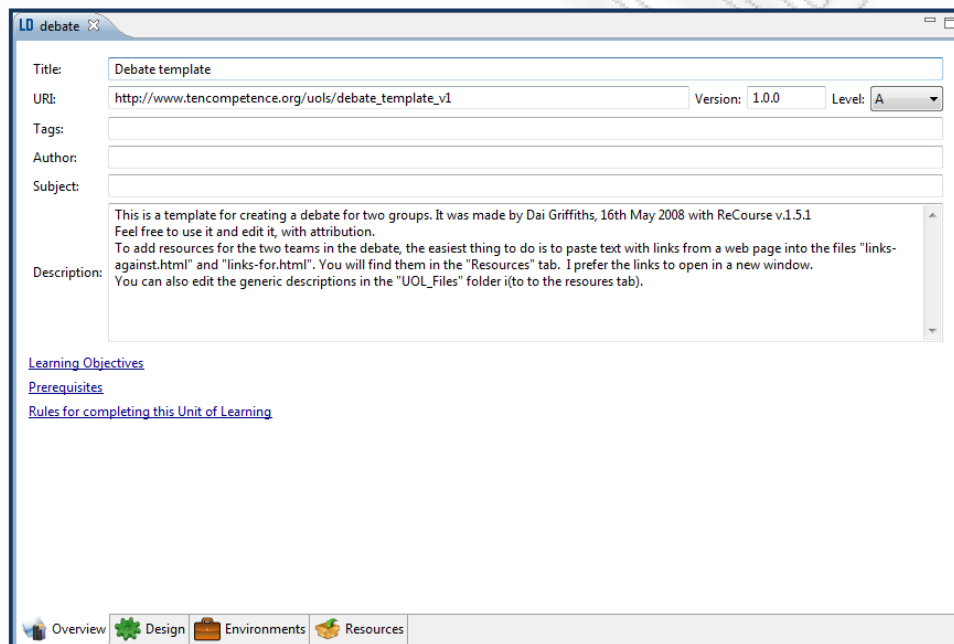 LD debate
Title: Debate template
URI: http://www.tencompetence.org/uols/debate_template_v1 Version: 1.0.0 Level: A
Tags:
Author:
Subject:
Description:
This is a template for creating a debate for two groups. It was made by Dai Griffiths, 16th May 2008 with ReCourse v.1.5.1
Feel free to use it and edit it, with attribution.
To add resources for the two teams in the debate, the easiest thing to do is to paste text with links from a web page into the files "links-
against.html" and "links-for.html". You will find them in the "Resources" tab.  I prefer the links to open in a new window.
You can also edit the generic descriptions in the "UOL_Files" folder i(to to the resoures tab).
Learning Objectives
Prerequisites
Rules for completing this Unit of Learning
Overview Design Environments Resources